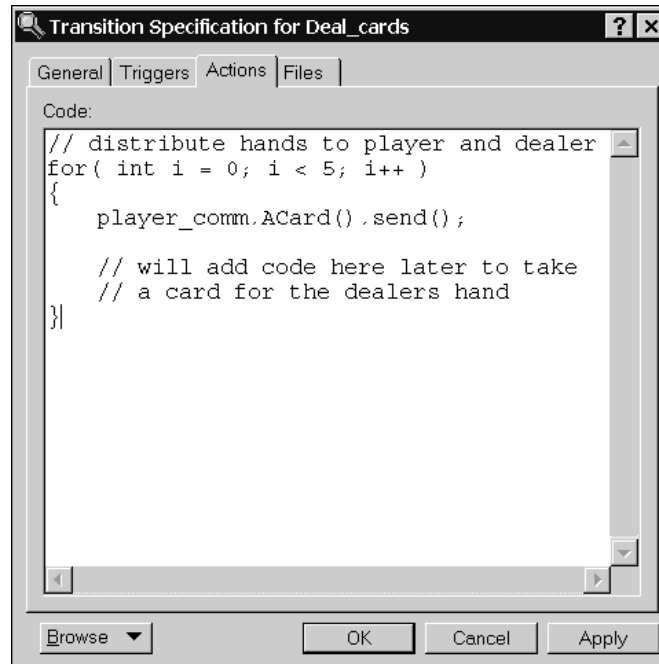 Transition Specification for Deal_cards
General Triggers Actions Files
Code:
// distribute hands to player and dealer
for( int i = 0; i < 5; i++ )
{
player_comm.ACard().send();
// will add code here later to take
// a card for the dealers hand
}
Browse OK Cancel Apply